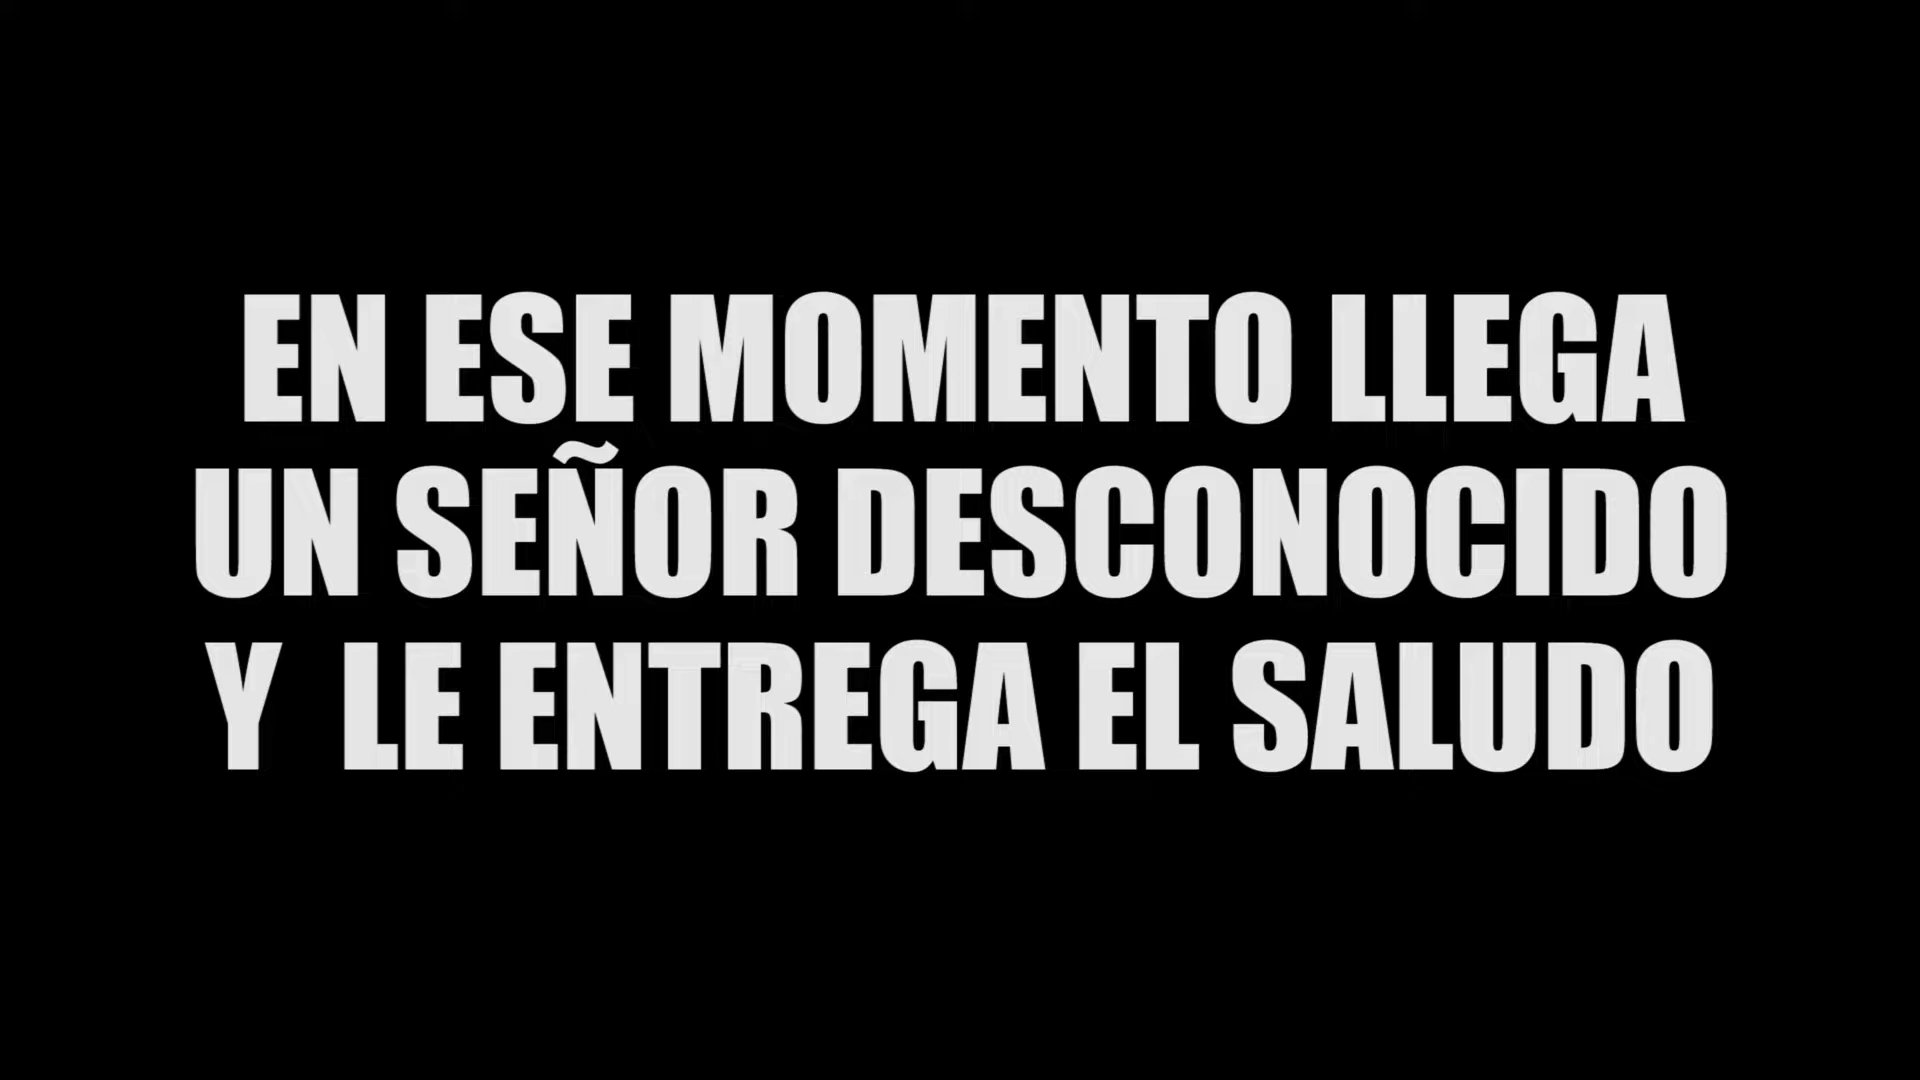 EN ESE MOMENTO LLEGA
UN SEÑOR DESCONOCIDO
Y  LE ENTREGA EL SALUDO